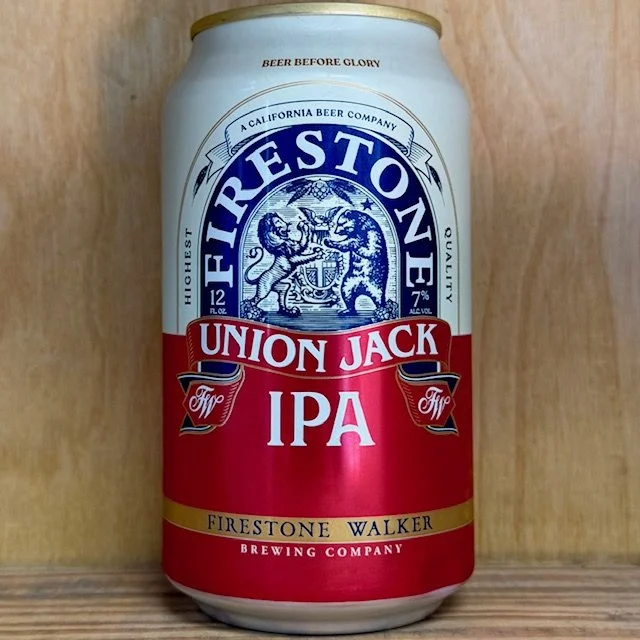 BEER BEFORE GLORY
A CALIFORNIA BEER COMPANY
FIRESTONE
HIGHEST
QUALITY
12
FL. OZ.
7%
ALC. VOL.
UNION JACK
FW
FW
IPA
FIRESTONE WALKER
BREWING COMPANY